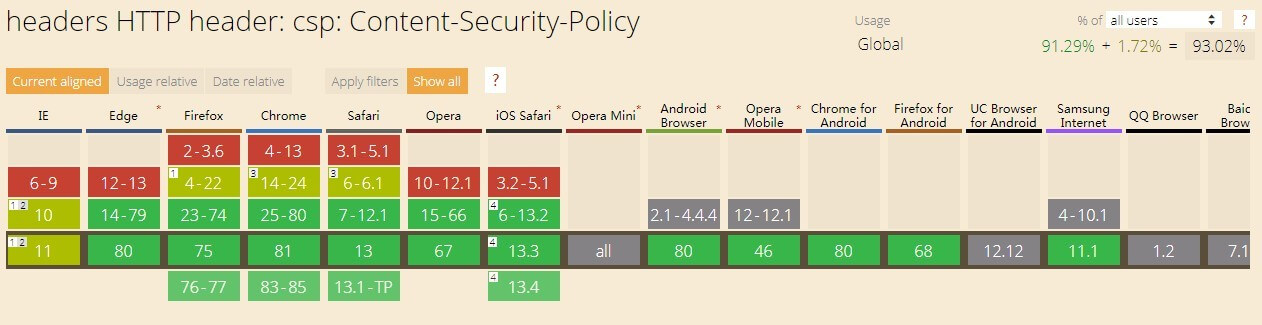 headers HTTP header: csp: Content-Security-Policy
Usage % of all users ?
Global 91.29% + 1.72% = 93.02%
Current aligned Usage relative Date relative Apply filters Show all ?
IE Edge * Firefox Chrome Safari Opera iOS Safari * Opera Mini * Android Browser * Opera Mobile * Chrome for Android Firefox for Android UC Browser for Android Samsung Internet QQ Browser Baid Brow
2-3.6 4-13 3.1-5.1
6-9 12-13 1 4-22 3 14-24 3 6-6.1 10-12.1 3.2-5.1
1 2 10 14-79 23-74 25-80 7-12.1 15-66 4 6-13.2 2.1-4.4.4 12-12.1 4-10.1
1 2 11 80 75 81 13 67 4 13.3 all 80 46 80 68 12.12 11.1 1.2 7.1
76-77 83-85 13.1-TP 4 13.4